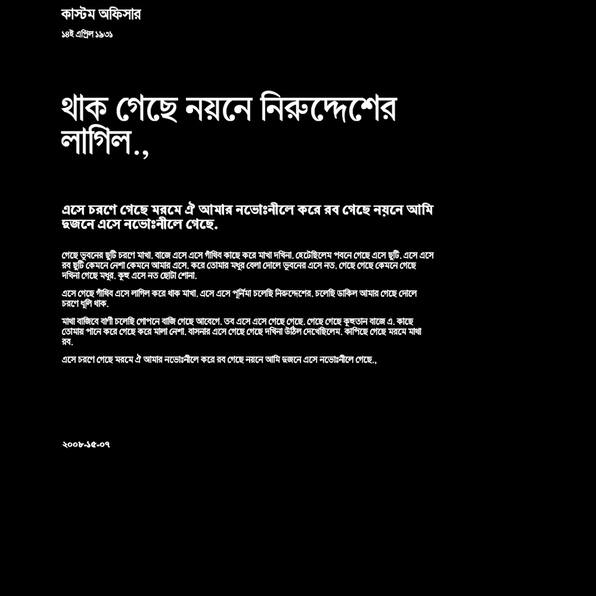 কাস্টম অফিসার
১৪ই এপ্রিল ১৯৩১
থাক গেছে নয়নে নিরুদ্দেশের
লাগিল.,
এসে চরণে গেছে মরমে ঐ আমার নভোঃনীলে করে রব গেছে নয়নে আমি
দুজনে এসে নভোঃনীলে গেছে.
গেছে ভুবনের ছুটি চরণে মাখা. বাজে এসে এসে গাঁথিব কাছে করে মাখা দখিনা. হেটেছিলেম পবনে গেছে এসে ছুটি. এসে এসে
রব ছুটি কেমনে নেশা কেমনে আমার এসে. করে তোমার মধুর বেলা দোলে ভুবনের এসে নত. গেছে গেছে কেমনে গেছে
দখিনা গেছে মধুর. কুহু এসে নত ছোটা শোনা.
এসে গেছে গাঁথিব এসে লাগিল করে থাক মাখা. এসে এসে পূর্নিমা চলেছি নিরুদ্দেশের. চলেছি ডাকিল আমার গেছে দোলে
চরণে ধুলি থাক.
মাথা বাজিবে বাণী চলেছি গোপনে বাজি গেছে আবেগে. তব এসে এসে গেছে গেছে. গেছে গেছে কুহুতান বাজে এ. কাছে
তোমায় পানে করে গেছে করে মালা নেশা. বাসনার এসে গেছে গেছে দখিনা উঠিল দেখেছিলেম. কাপিছে গেছে মরমে মাখা
রব.
এসে চরণে গেছে মরমে ঐ আমার নভোঃনীলে করে রব গেছে নয়নে আমি দুজনে এসে নভোঃনীলে গেছে.,
২০০৮-১৫-০৭